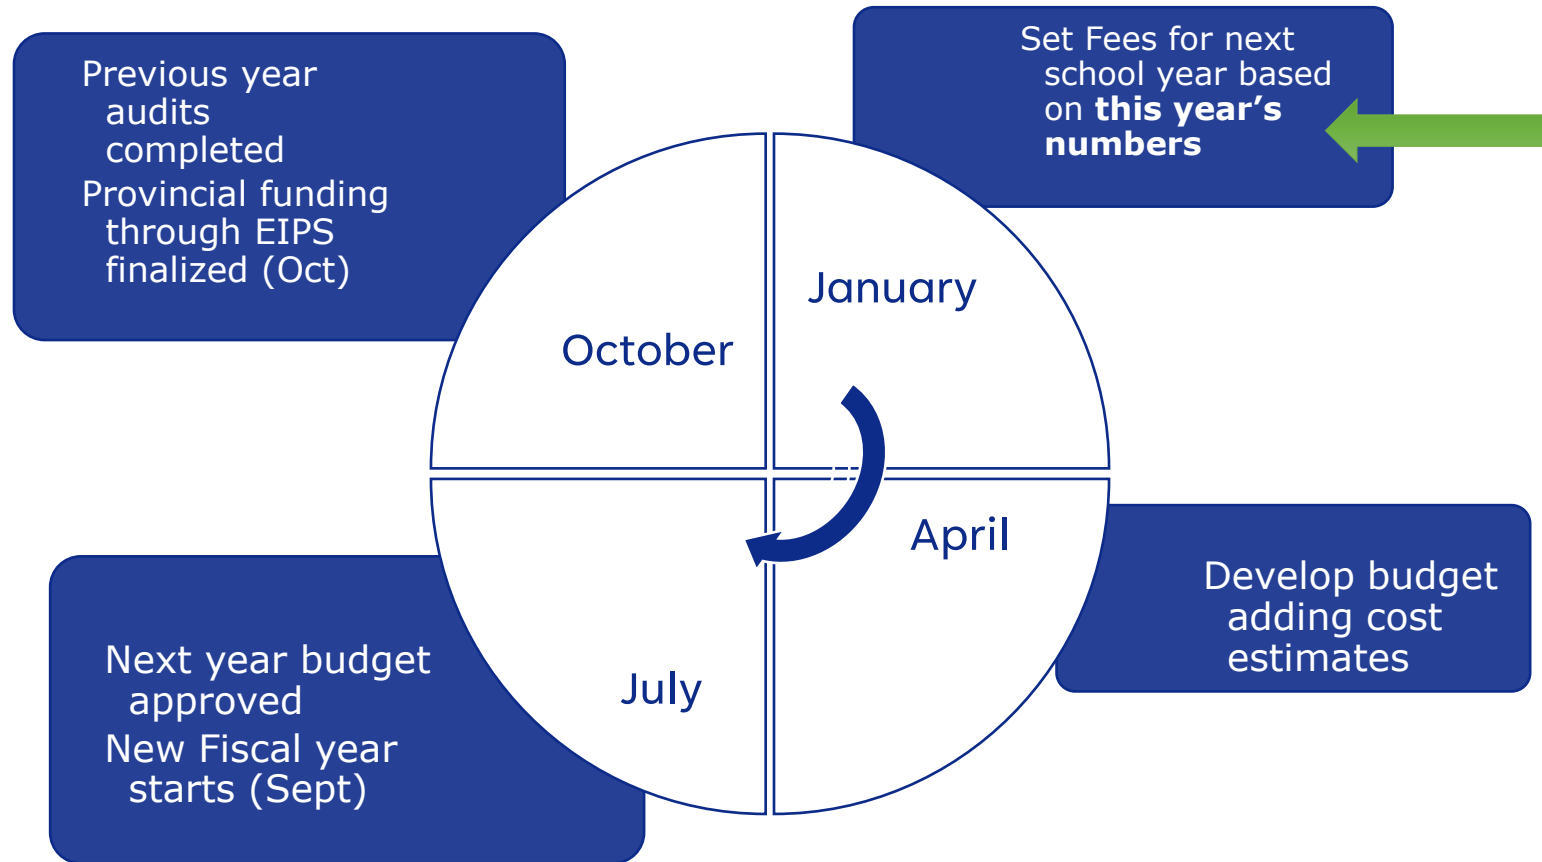 Previous year
audits
completed
Provincial funding
through EIPS
finalized (Oct)
Set Fees for next
school year based
on this year’s
numbers
January
October
April
July
Develop budget
adding cost
estimates
Next year budget
approved
New Fiscal year
starts (Sept)